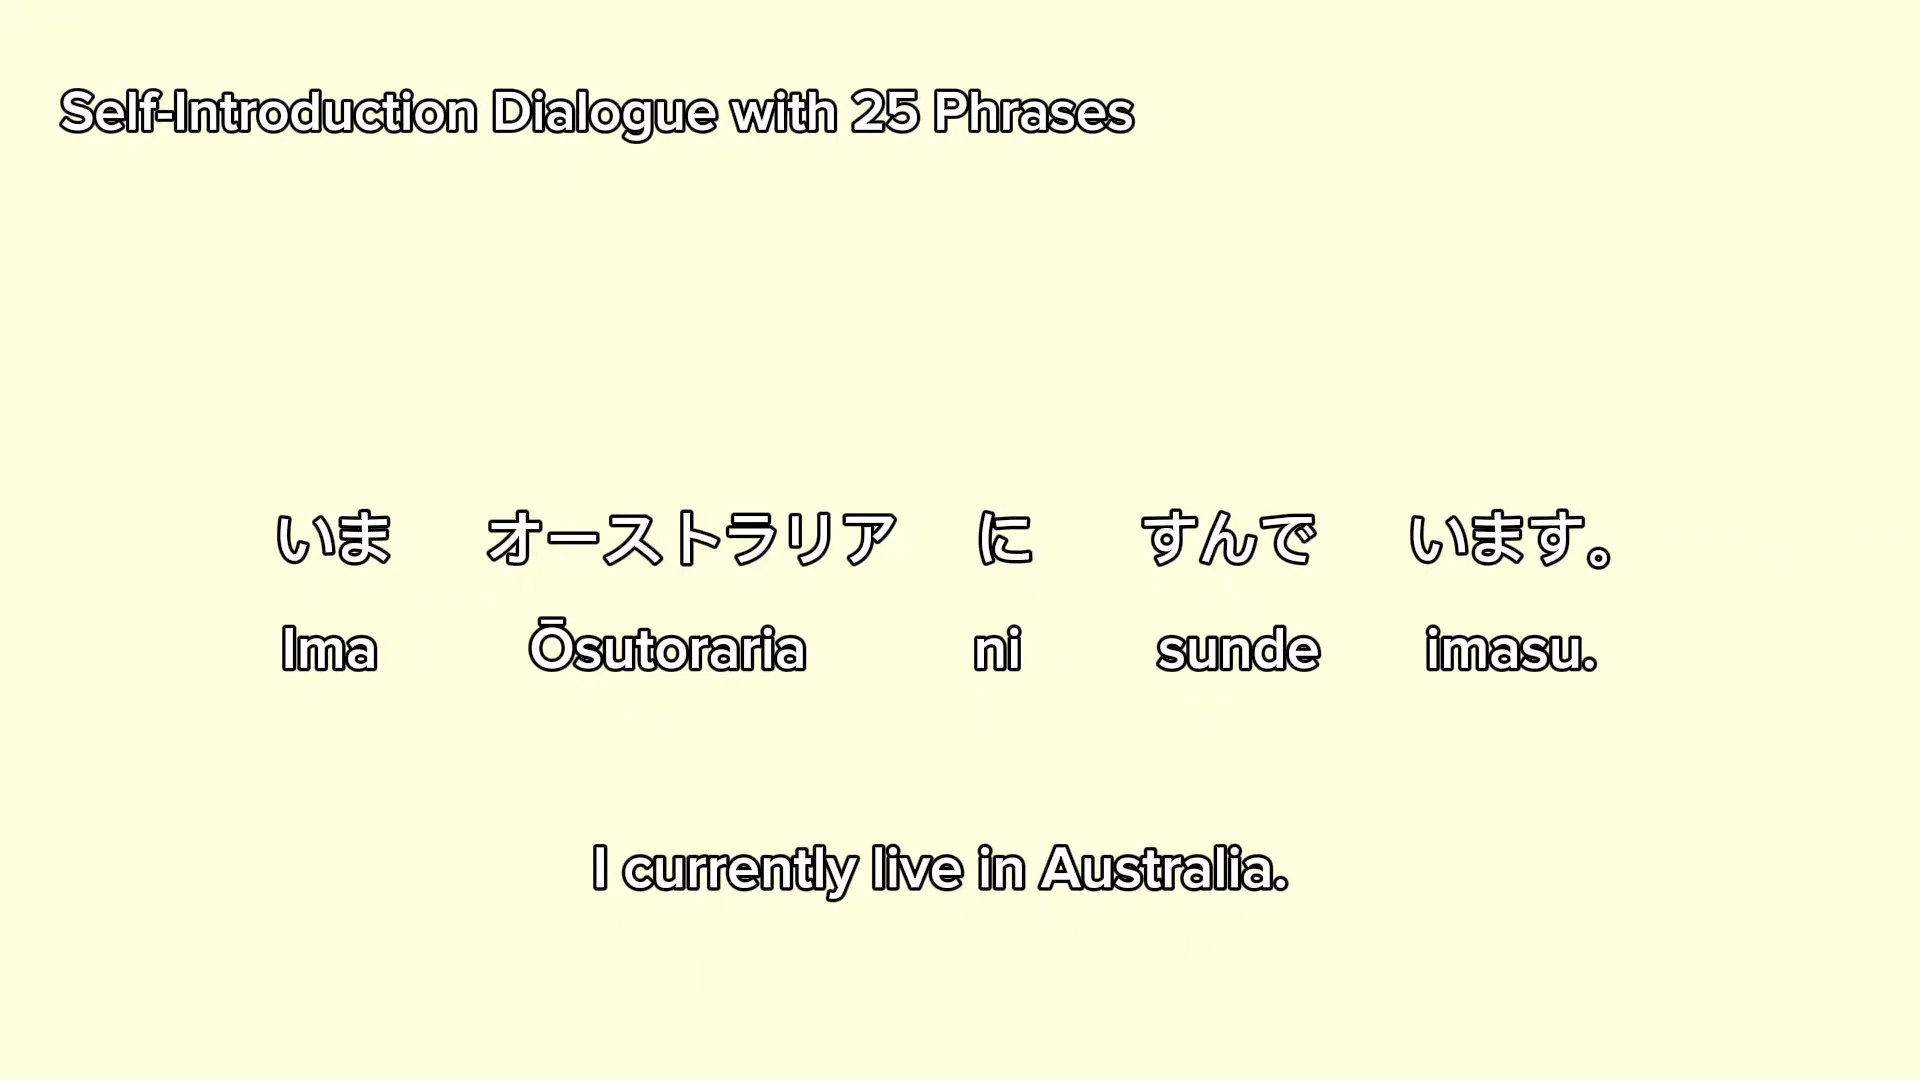 Self-Introduction Dialogue with 25 Phrases
いま オーストラリア に すんで います。
Ima Ōsutoraria ni sunde imasu.
I currently live in Australia.